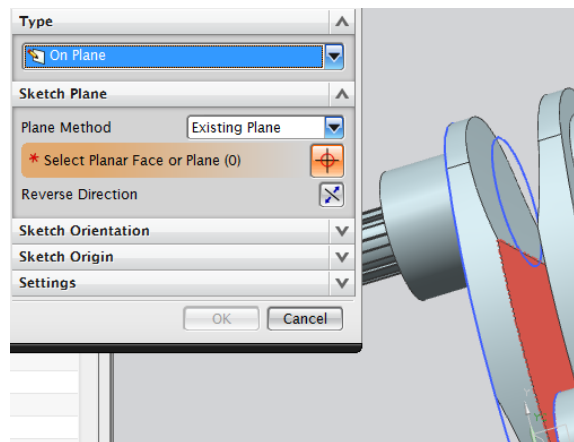 Type
On Plane
Sketch Plane
Plane Method Existing Plane
* Select Planar Face or Plane (0)
Reverse Direction
Sketch Orientation
Sketch Origin
Settings
OK Cancel